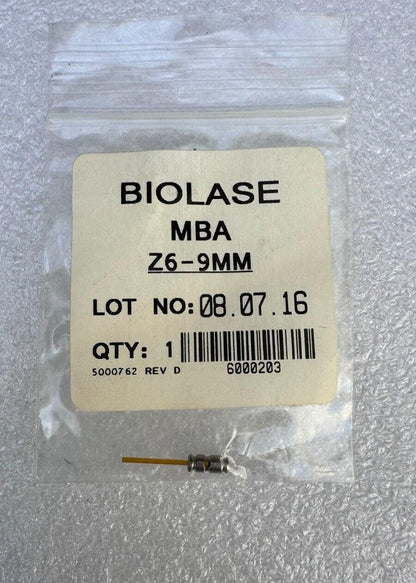 BIOLASE
MBA
Z6-9MM
LOT NO: 08.07.16
QTY: 1
5000762 REV D
6000203